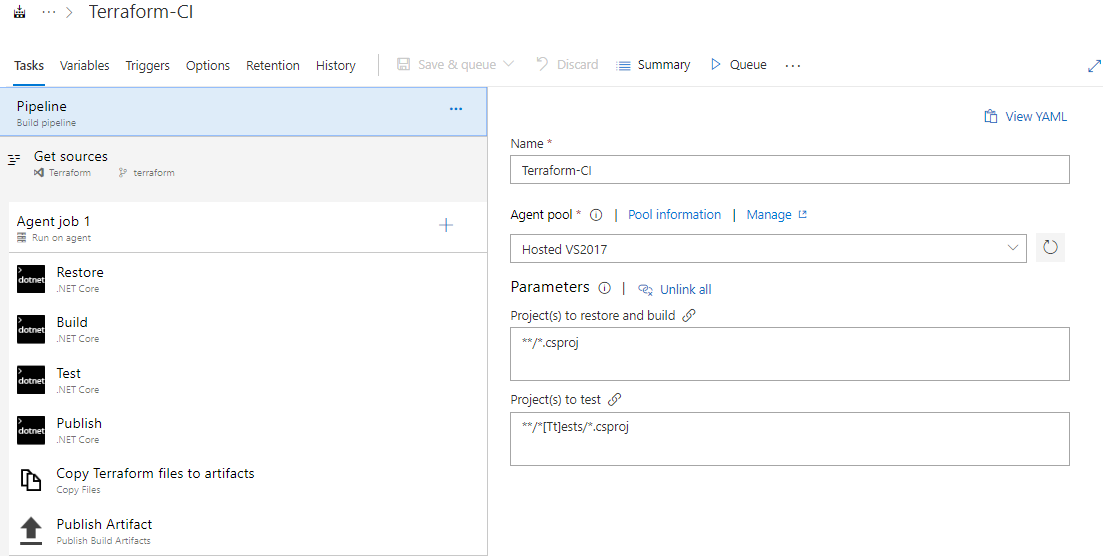 ··· > Terraform-CI
Tasks Variables Triggers Options Retention History Save & queue Discard Summary Queue ...
Pipeline ...
Build pipeline
Get sources
Terraform terraform
Agent job 1 +
Run on agent
>
dotnet Restore
.NET Core
>
dotnet Build
.NET Core
>
dotnet Test
.NET Core
>
dotnet Publish
.NET Core
Copy Terraform files to artifacts
Copy Files
Publish Artifact
Publish Build Artifacts
View YAML
Name *
Terraform-CI
Agent pool * | Pool information | Manage
Hosted VS2017
Parameters | Unlink all
Project(s) to restore and build
**/*.csproj
Project(s) to test
**/*[Tt]ests/*.csproj